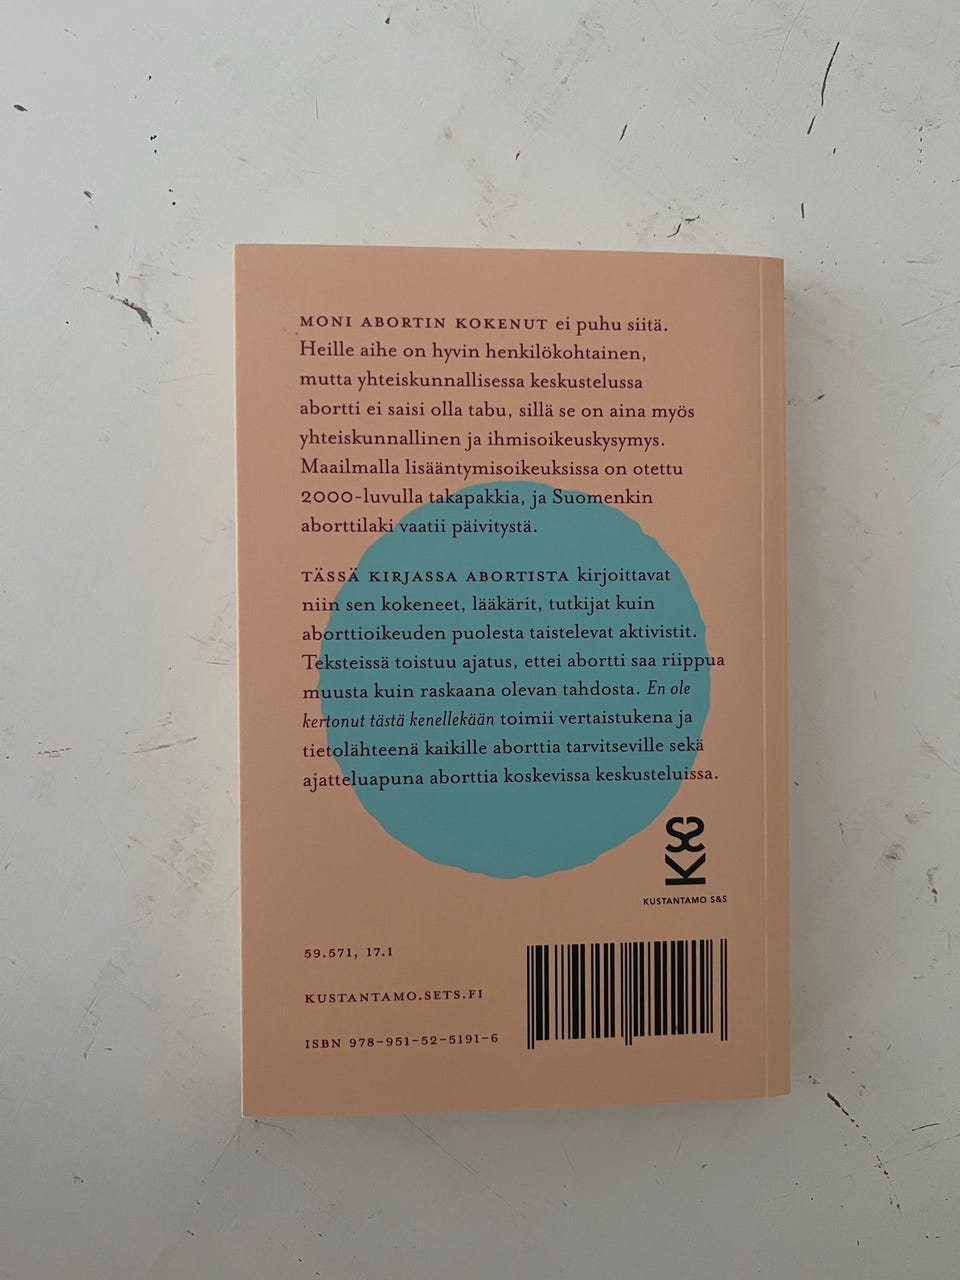 MONI ABORTIN KOKENUT ei puhu siitä.
Heille aihe on hyvin henkilökohtainen,
mutta yhteiskunnallisessa keskustelussa
abortti ei saisi olla tabu, sillä se on aina myös
yhteiskunnallinen ja ihmisoikeuskysymys.
Maailmalla lisääntymisoikeuksissa on otettu
2000-luvulla takapakkia, ja Suomenkin
aborttilaki vaatii päivitystä.
TÄSSÄ KIRJASSA ABORTISTA kirjoittavat
niin sen kokeneet, lääkärit, tutkijat kuin
aborttioikeuden puolesta taistelevat aktivistit.
Teksteissä toistuu ajatus, ettei abortti saa riippua
muusta kuin raskaana olevan tahdosta. En ole
kertonut tästä kenellekään toimii vertaistukena ja
tietolähteenä kaikille aborttia tarvitseville sekä
ajatteluapuna aborttia koskevissa keskusteluissa.
KSS
KUSTANTAMO S&S
59.571, 17.1
KUSTANTAMO.SETS.FI
ISBN 978-951-52-5191-6